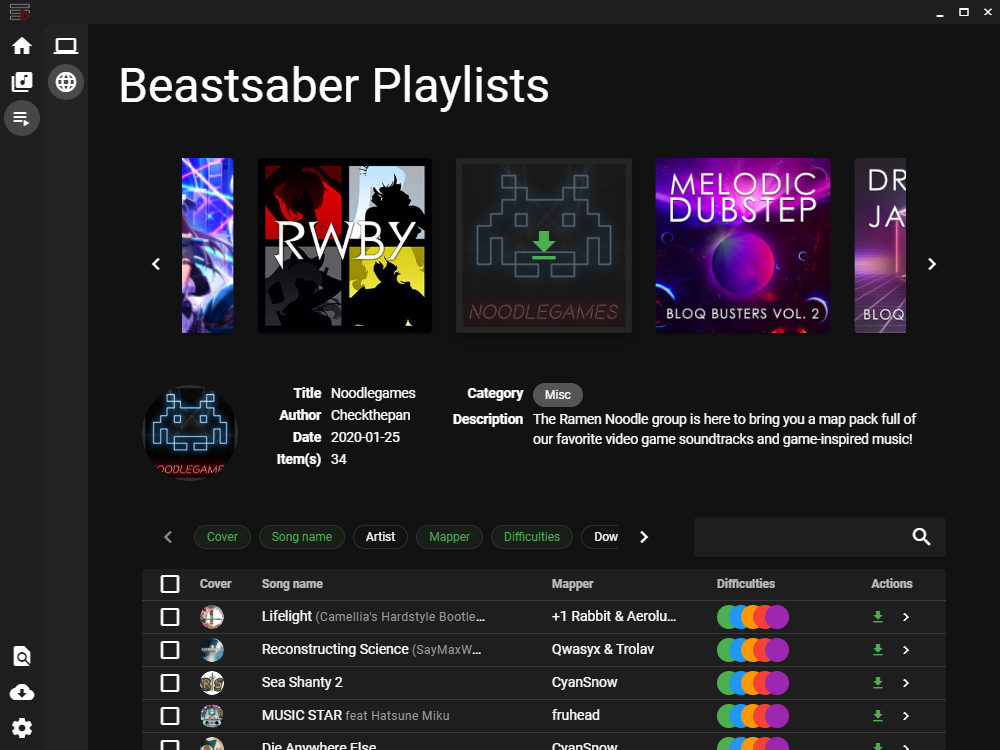 Beastsaber Playlists
RWBY
NOODLEGAMES
MELODIC
DUBSTEP
BLOQ BUSTERS VOL. 2
DR
JA
BLOQ
NOODLEGAME
Title Noodlegames
Author Checkthepan
Date 2020-01-25
Item(s) 34
Category Misc
Description The Ramen Noodle group is here to bring you a map pack full of
our favorite video game soundtracks and game-inspired music!
Cover Song name Artist Mapper Difficulties Dow
Cover Song name Mapper Difficulties Actions
Lifelight (Camellia's Hardstyle Bootle... +1 Rabbit & Aerolu...
Reconstructing Science (SayMaxW... Qwasyx & Trolav
Sea Shanty 2 CyanSnow
MUSIC STAR feat Hatsune Miku fruhead
Die Anywhere Else CyanSnow